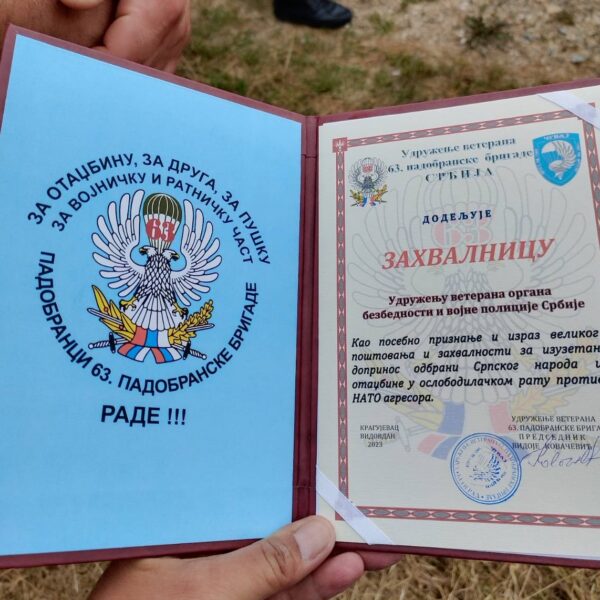 ЗА ОТАЏБИНУ, ЗА ДРУГА, ЗА ПУШКУ
ЗА ВОЈНИЧКУ И РАТНИЧКУ ЧАСТ
63
ПАДОБРАНЦИ 63. ПАДОБРАНСКЕ БРИГАДЕ
РАДЕ !!!
Удружење ветерана
63. падобранске бригаде
СРБИЈА
ДОДЕЉУЈЕ
ЗАХВАЛНИЦУ
Удружењу ветерана органа
безбедности и војне полиције Србије
Као посебно признање и израз великог
поштовања и захвалности за изузетан
допринос одбрани Српског народа и
отаџбине у ослободилачком рату против
НАТО агресора.
КРАГУЈЕВАЦ
ВИДОВДАН
2023
УДРУЖЕЊЕ ВЕТЕРАНА
63. ПАДОБРАНСКЕ БРИГА
ПРЕДСЕДНИК
ВИДОЈЕ КОВАЧЕВИЋ